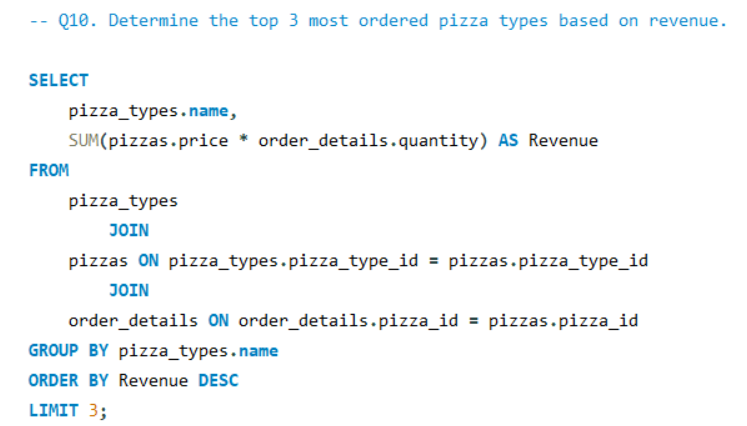 -- Q10. Determine the top 3 most ordered pizza types based on revenue.
SELECT
pizza_types.name,
SUM(pizzas.price * order_details.quantity) AS Revenue
FROM
pizza_types
JOIN
pizzas ON pizza_types.pizza_type_id = pizzas.pizza_type_id
JOIN
order_details ON order_details.pizza_id = pizzas.pizza_id
GROUP BY pizza_types.name
ORDER BY Revenue DESC
LIMIT 3;